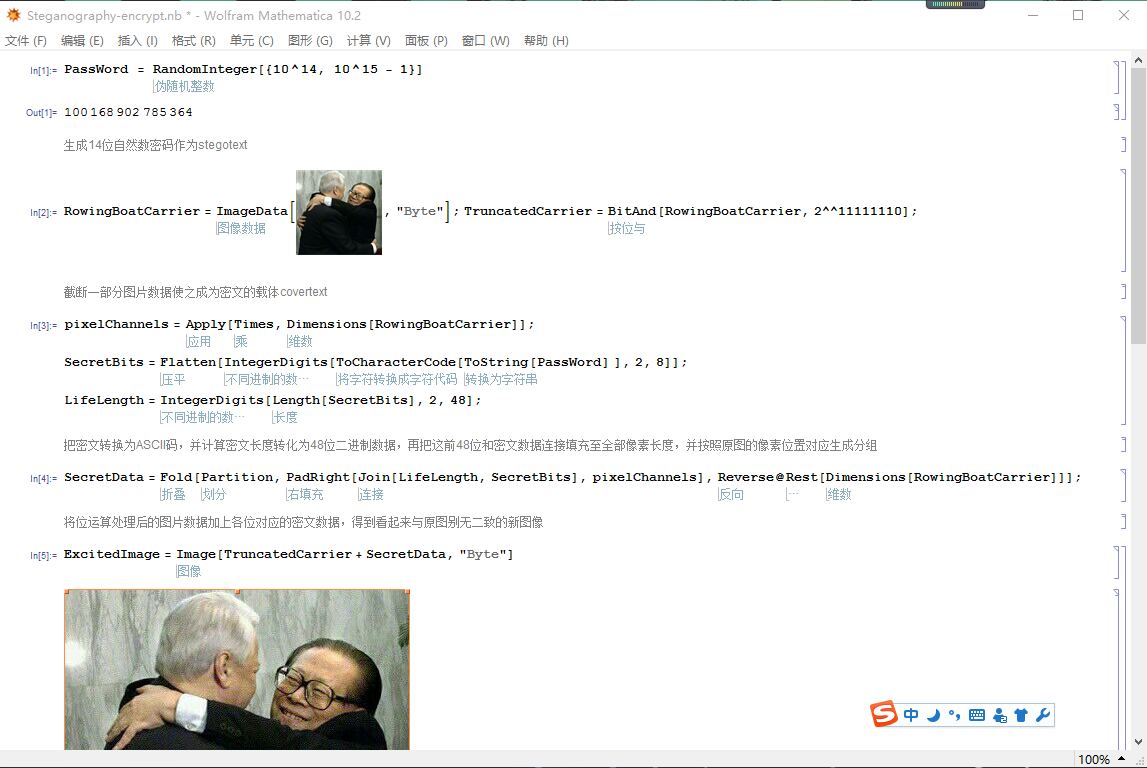 Steganography-encrypt.nb * - Wolfram Mathematica 10.2
文件 (F) 编辑 (E) 插入 (I) 格式 (R) 单元 (C) 图形 (G) 计算 (V) 面板 (P) 窗口 (W) 帮助 (H)
In[1]:= PassWord = RandomInteger[{10^14, 10^15 - 1}]
伪随机整数
Out[1]= 100 168 902 785 364
生成14位自然数密码作为stegotext
In[2]:= RowingBoatCarrier = ImageData[ , "Byte"]; TruncatedCarrier = BitAnd[RowingBoatCarrier, 2^^11111110];
图像数据 按位与
截断一部分图片数据使之成为密文的载体covertext
In[3]:= pixelChannels = Apply[Times, Dimensions[RowingBoatCarrier]];
应用 乘 维数
SecretBits = Flatten[IntegerDigits[ToCharacterCode[ToString[PassWord] ], 2, 8]];
压平 不同进制的数… 将字符转换成字符代码 转换为字符串
LifeLength = IntegerDigits[Length[SecretBits], 2, 48];
不同进制的数… 长度
把密文转换为ASCII码，并计算密文长度转化为48位二进制数据，再把这前48位和密文数据连接填充至全部像素长度，并按照原图的像素位置对应生成分组
In[4]:= SecretData = Fold[Partition, PadRight[Join[LifeLength, SecretBits], pixelChannels], Reverse@Rest[Dimensions[RowingBoatCarrier]]];
折叠 划分 右填充 连接 反向 … 维数
将位运算处理后的图片数据加上各位对应的密文数据，得到看起来与原图别无二致的新图像
In[5]:= ExcitedImage = Image[TruncatedCarrier + SecretData, "Byte"]
图像
S 中
100%